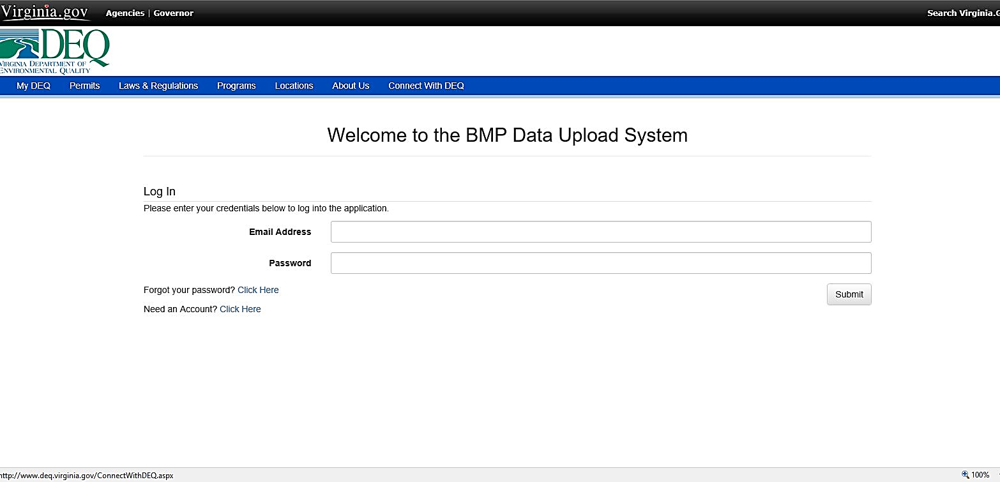 Virginia.gov Agencies | Governor Search Virginia.G
DEQ
VIRGINIA DEPARTMENT OF
ENVIRONMENTAL QUALITY
My DEQ Permits Laws & Regulations Programs Locations About Us Connect With DEQ
Welcome to the BMP Data Upload System
Log In
Please enter your credentials below to log into the application.
Email Address
Password
Forgot your password? Click Here
Submit
Need an Account? Click Here
http://www.deq.virginia.gov/ConnectWithDEQ.aspx 100%